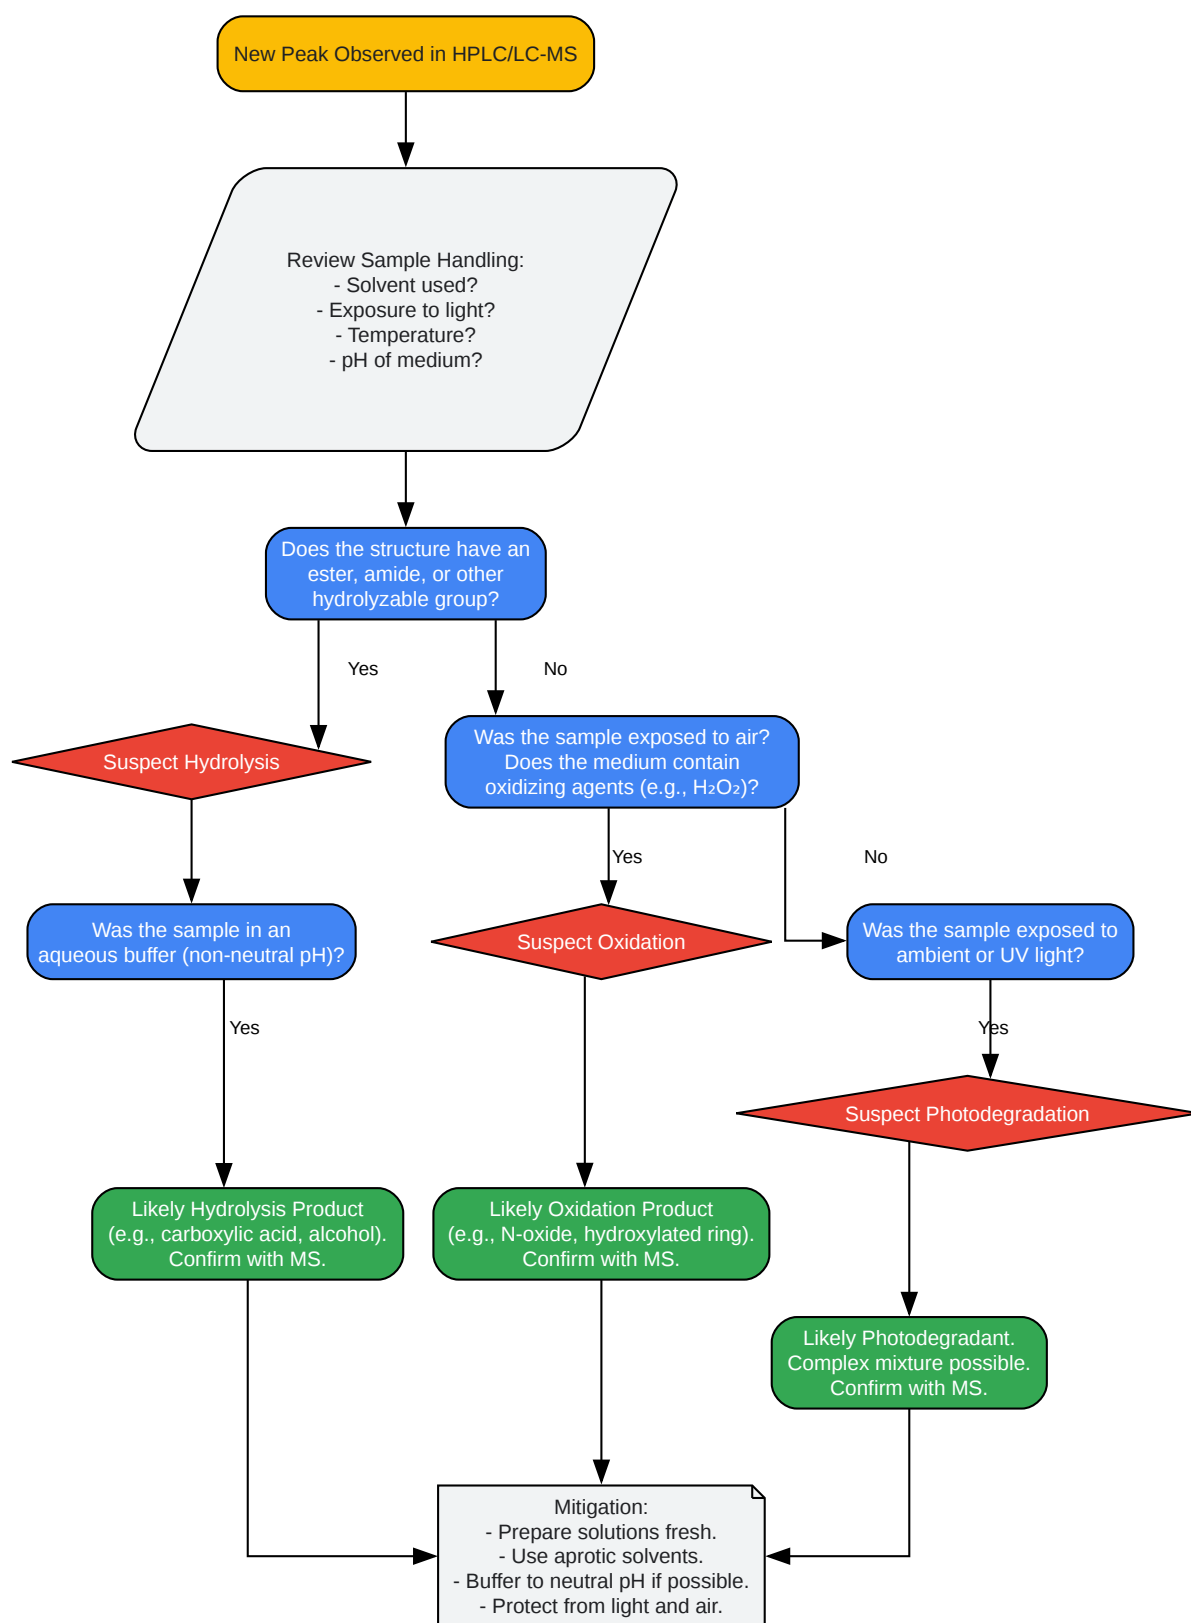 New Peak Observed in HPLC/LC-MS
Review Sample Handling:
- Solvent used?
- Exposure to light?
- Temperature?
- pH of medium?
Does the structure have an
ester, amide, or other
hydrolyzable group?
Yes
No
Suspect Hydrolysis
Was the sample exposed to air?
Does the medium contain
oxidizing agents (e.g., H₂O₂)?
Yes
No
Was the sample in an
aqueous buffer (non-neutral pH)?
Suspect Oxidation
Was the sample exposed to
ambient or UV light?
Yes
Yes
Suspect Photodegradation
Likely Hydrolysis Product
(e.g., carboxylic acid, alcohol).
Confirm with MS.
Likely Oxidation Product
(e.g., N-oxide, hydroxylated ring).
Confirm with MS.
Likely Photodegradant.
Complex mixture possible.
Confirm with MS.
Mitigation:
- Prepare solutions fresh.
- Use aprotic solvents.
- Buffer to neutral pH if possible.
- Protect from light and air.